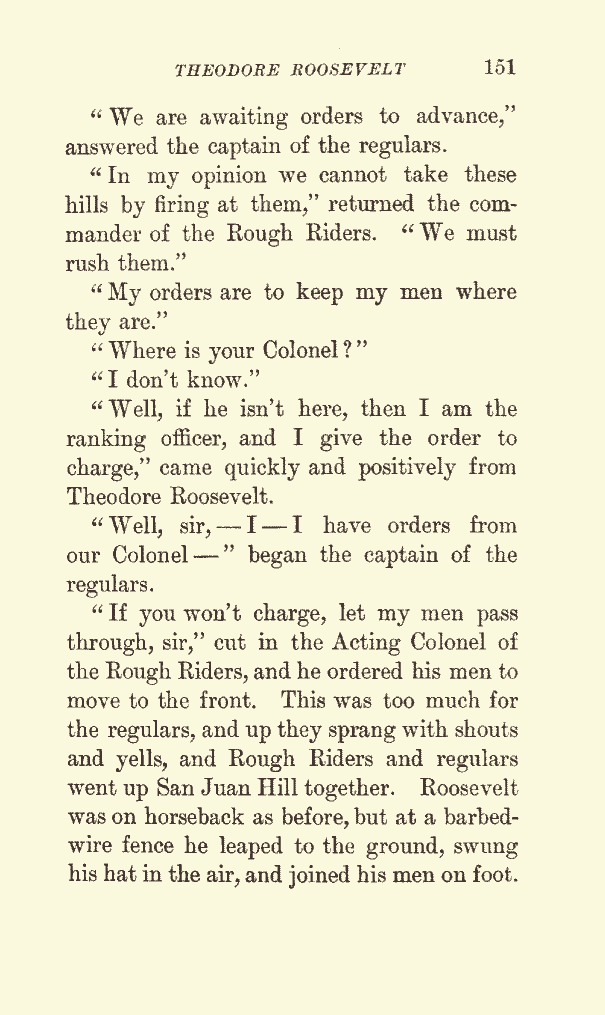 THEODORE ROOSEVELT 151
“We are awaiting orders to advance,”
answered the captain of the regulars.
“In my opinion we cannot take these
hills by firing at them,” returned the com-
mander of the Rough Riders. “We must
rush them.”
“My orders are to keep my men where
they are.”
“Where is your Colonel?”
“I don’t know.”
“Well, if he isn’t here, then I am the
ranking officer, and I give the order to
charge,” came quickly and positively from
Theodore Roosevelt.
“Well, sir,—I—I have orders from
our Colonel—” began the captain of the
regulars.
“If you won’t charge, let my men pass
through, sir,” cut in the Acting Colonel of
the Rough Riders, and he ordered his men to
move to the front. This was too much for
the regulars, and up they sprang with shouts
and yells, and Rough Riders and regulars
went up San Juan Hill together. Roosevelt
was on horseback as before, but at a barbed-
wire fence he leaped to the ground, swung
his hat in the air, and joined his men on foot.